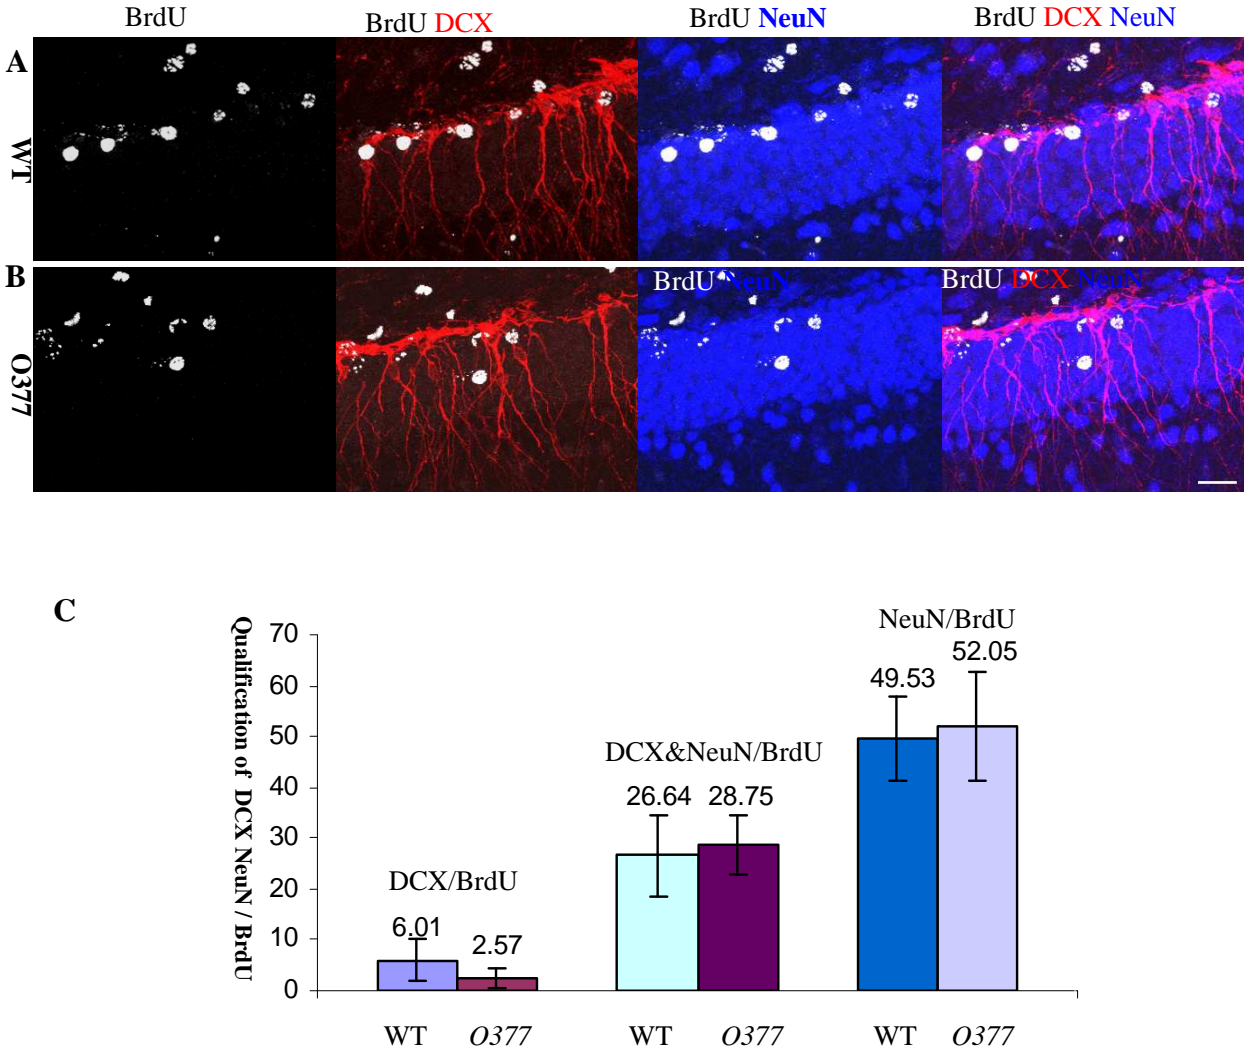 BrdU
BrdU DCX
BrdU NeuN
BrdU DCX NeuN
A
WT
B
O377
BrdU NeuN
BrdU DCX NeuN
C
Qualification of DCX NeuN / BrdU
70
60
50
40
30
20
10
0
DCX/BrdU
6.01
2.57
DCX&NeuN/BrdU
26.64
28.75
NeuN/BrdU
49.53
52.05
WT
O377
WT
O377
WT
O377